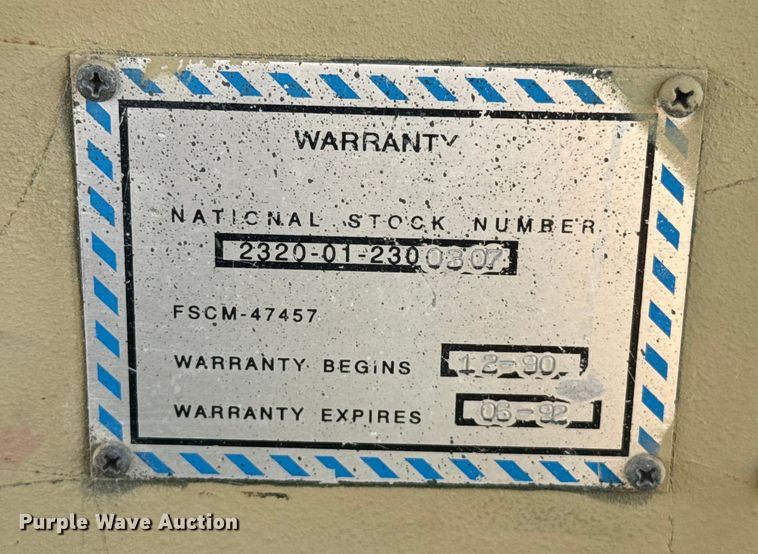 WARRANTY
NATIONAL STOCK NUMBER
2320-01-230 0307
FSCM-47457
WARRANTY BEGINS 12-90
WARRANTY EXPIRES 06-92
Purple Wave Auction